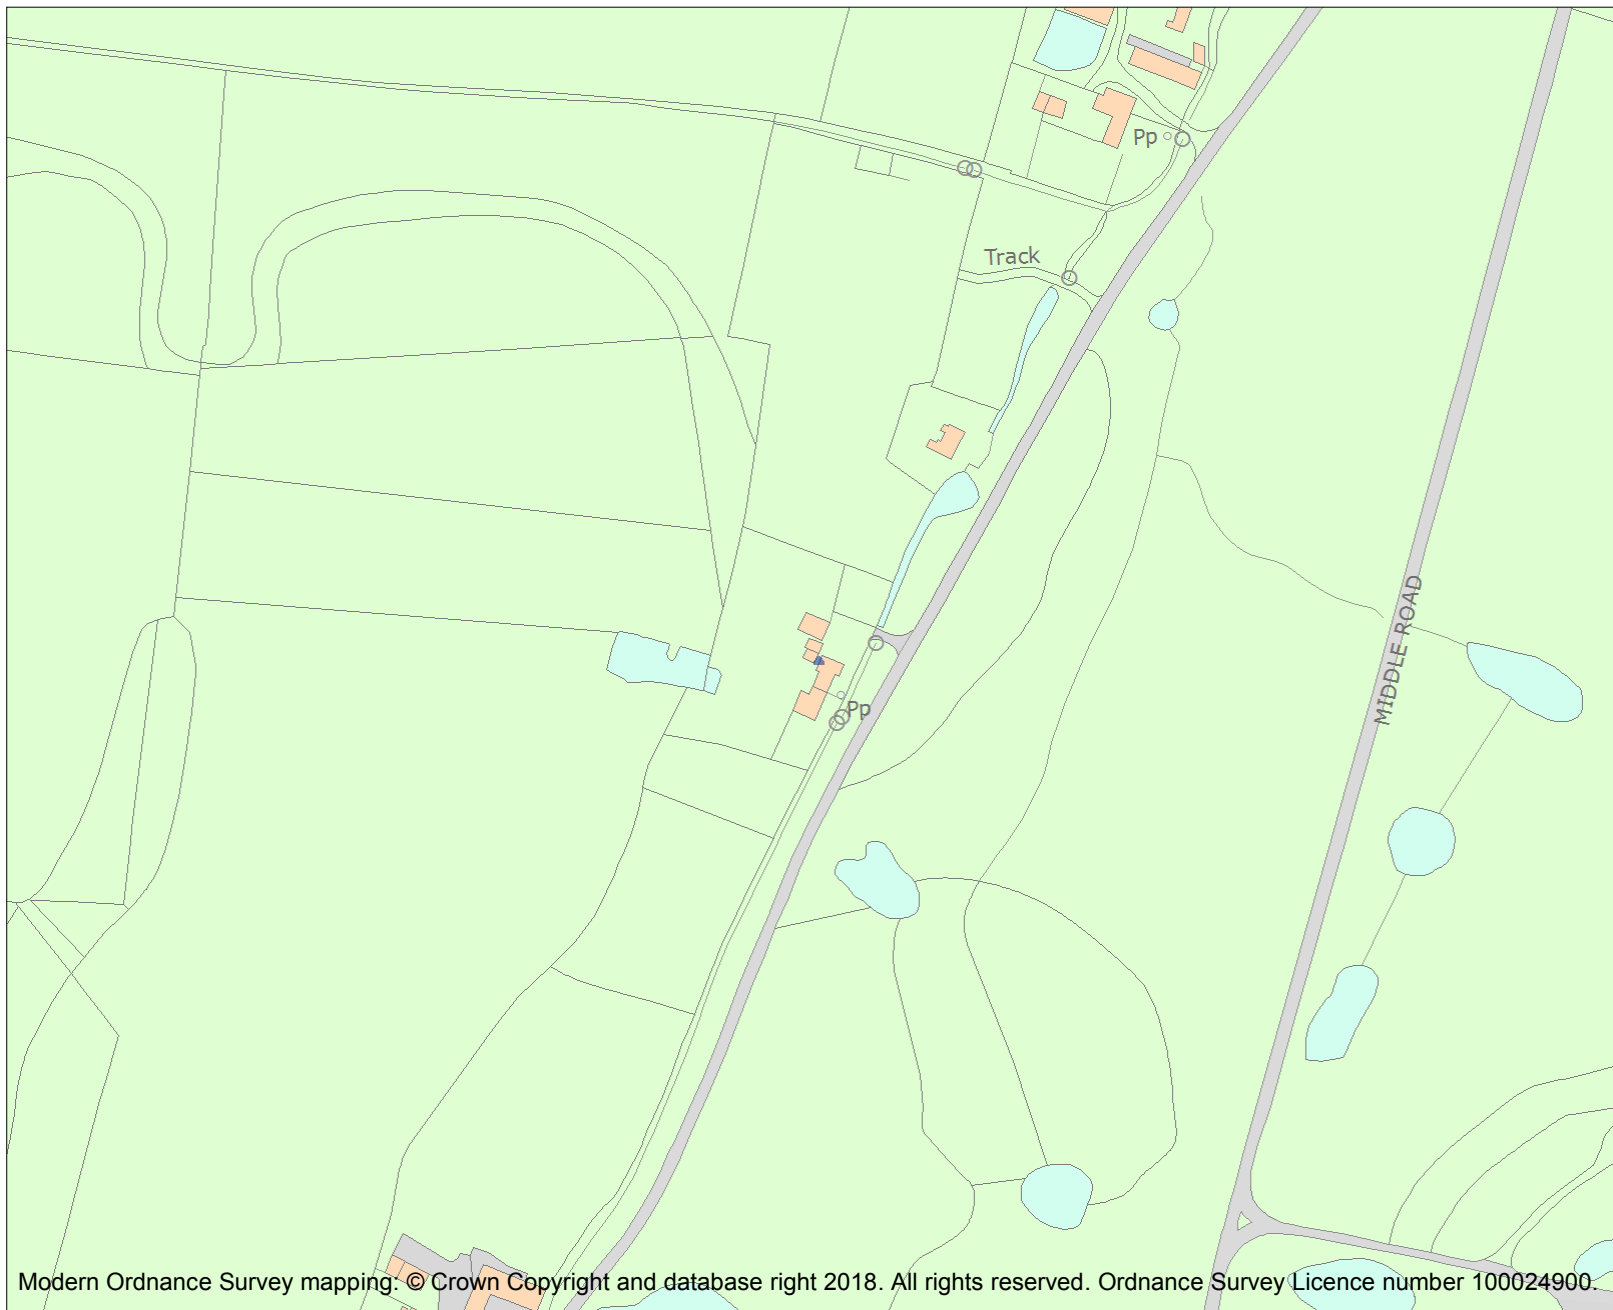 Pp
Track
MIDDLE ROAD
Pp
Modern Ordnance Survey mapping: © Crown Copyright and database right 2018. All rights reserved. Ordnance Survey Licence number 100024900.